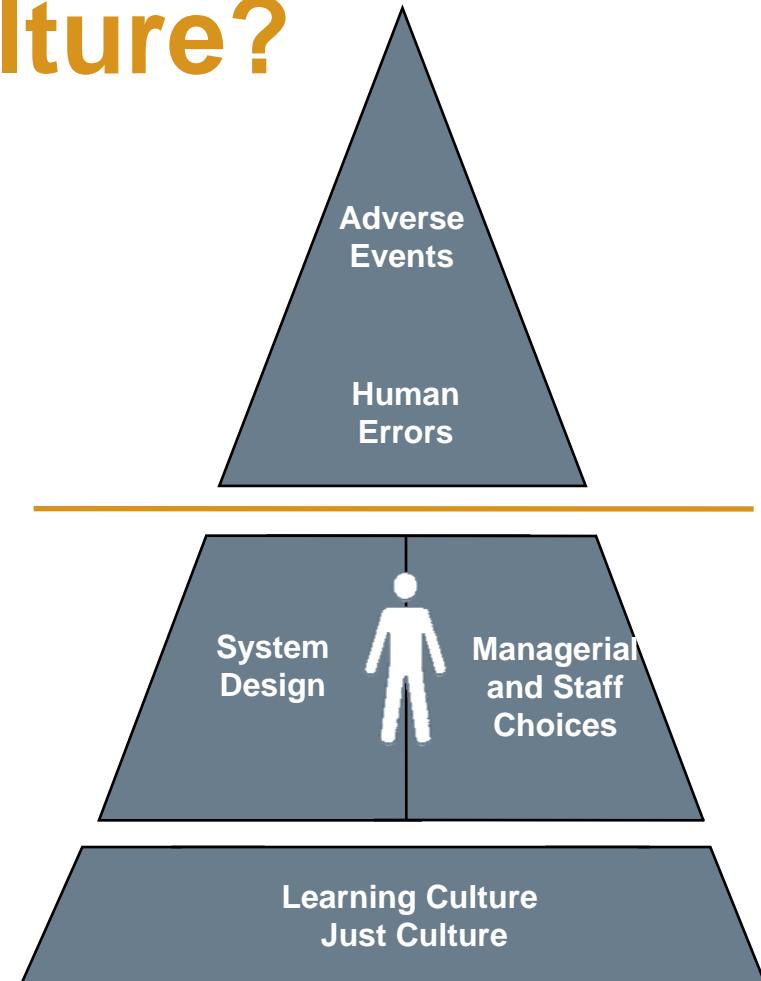 lture?
Adverse
Events
Human
Errors
System
Design
Managerial
and Staff
Choices
Learning Culture
Just Culture